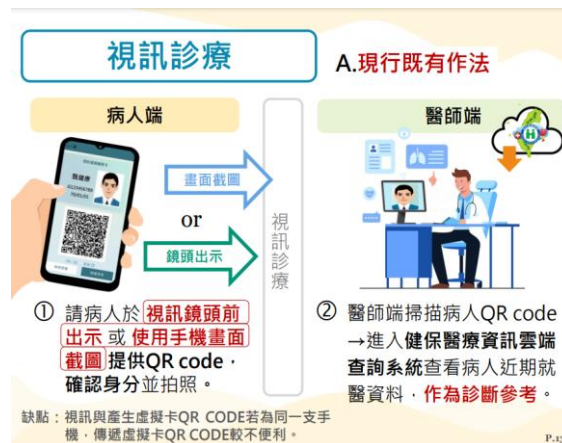 視訊診療
A.現行既有作法
病人端
醫師端
畫面截圖
or
鏡頭出示
視訊診療
① 請病人於視訊鏡頭前
出示或使用手機畫面
截圖提供QR code，
確認身分並拍照。
② 醫師端掃描病人QR code
→進入健保醫療資訊雲端
查詢系統查看病人近期就
醫資料，作為診斷參考。
缺點：視訊與產生虛擬卡QR CODE若為同一支手
機，傳遞虛擬卡QR CODE較不便利。